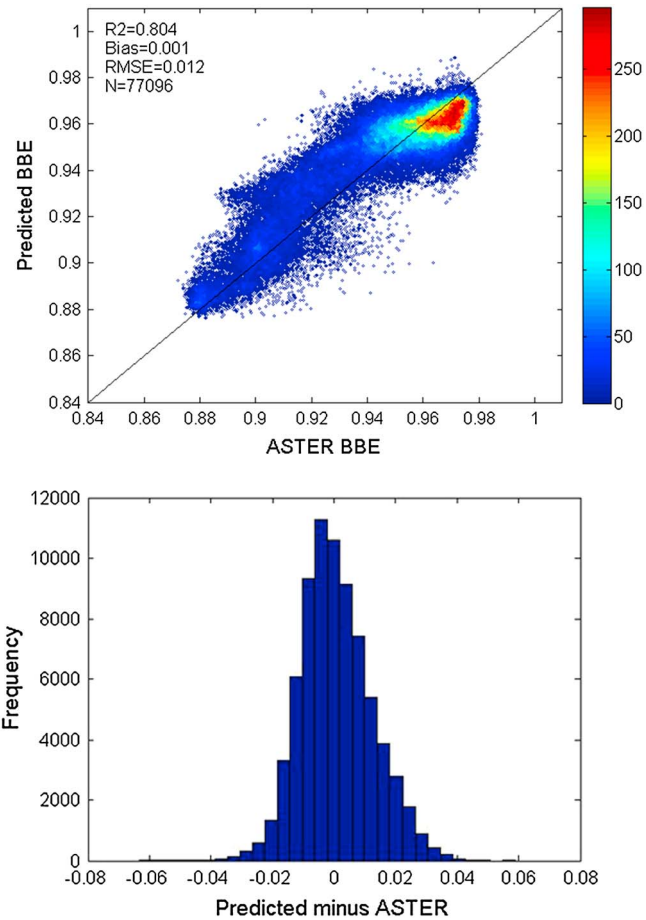 R2=0.804
Bias=0.001
RMSE=0.012
N=77096
1
0.98
0.96
0.94
0.92
0.9
0.88
0.86
0.84
Predicted BBE
0.84 0.86 0.88 0.9 0.92 0.94 0.96 0.98 1
ASTER BBE
250
200
150
100
50
0
12000
10000
8000
6000
4000
2000
0
Frequency
-0.08 -0.06 -0.04 -0.02 0 0.02 0.04 0.06 0.08
Predicted minus ASTER